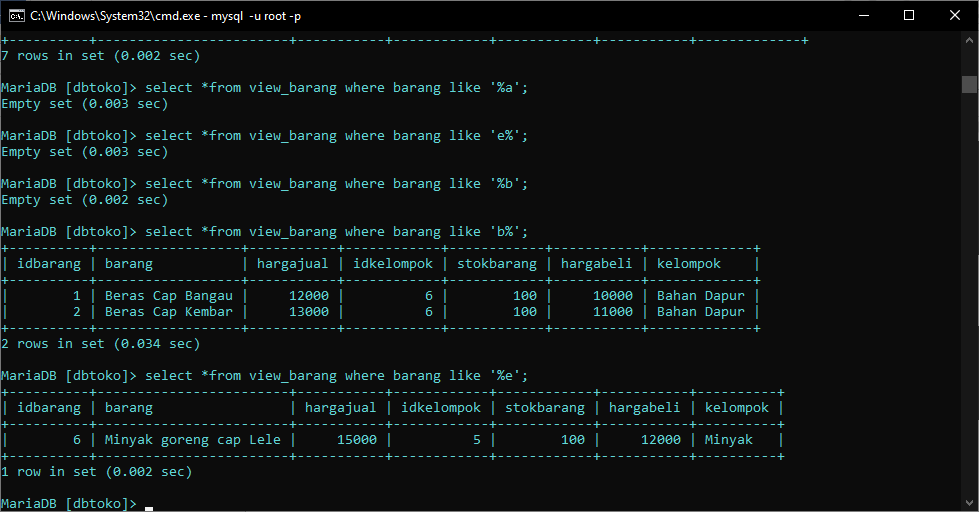 C:\Windows\System32\cmd.exe - mysql  -u root -p
+----------+------------------------+-----------+------------+------------+-----------+-------------+
7 rows in set (0.002 sec)
MariaDB [dbtoko]> select *from view_barang where barang like '%a';
Empty set (0.003 sec)
MariaDB [dbtoko]> select *from view_barang where barang like 'e%';
Empty set (0.003 sec)
MariaDB [dbtoko]> select *from view_barang where barang like '%b';
Empty set (0.002 sec)
MariaDB [dbtoko]> select *from view_barang where barang like 'b%';
+----------+------------------+-----------+------------+------------+-----------+-------------+
| idbarang | barang           | hargajual | idkelompok | stokbarang | hargabeli | kelompok    |
+----------+------------------+-----------+------------+------------+-----------+-------------+
|        1 | Beras Cap Bangau |     12000 |          6 |        100 |     10000 | Bahan Dapur |
|        2 | Beras Cap Kembar |     13000 |          6 |        100 |     11000 | Bahan Dapur |
+----------+------------------+-----------+------------+------------+-----------+-------------+
2 rows in set (0.034 sec)
MariaDB [dbtoko]> select *from view_barang where barang like '%e';
+----------+------------------------+-----------+------------+------------+-----------+----------+
| idbarang | barang                 | hargajual | idkelompok | stokbarang | hargabeli | kelompok |
+----------+------------------------+-----------+------------+------------+-----------+----------+
|        6 | Minyak goreng cap Lele |     15000 |          5 |        100 |     12000 | Minyak   |
+----------+------------------------+-----------+------------+------------+-----------+----------+
1 row in set (0.002 sec)
MariaDB [dbtoko]> _